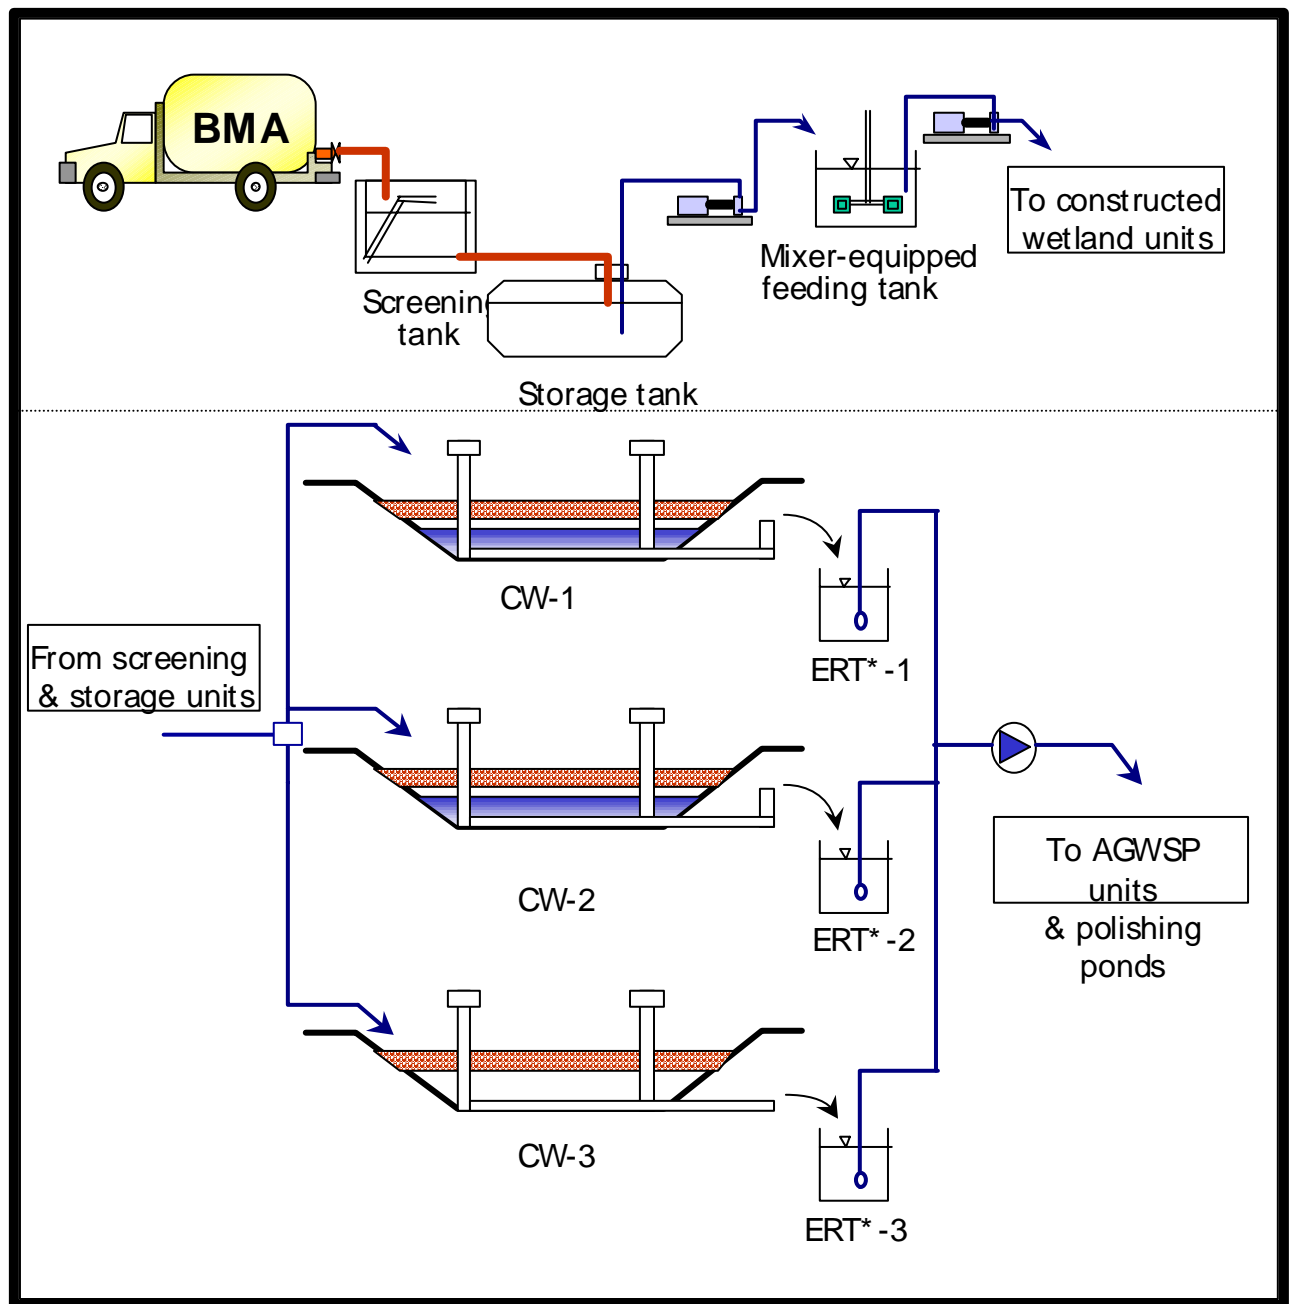 BMA
To constructed
wetland units
Mixer-equipped
feeding tank
Screenin
tank
Storage tank
CW-1
From screening
& storage units
ERT* -1
CW-2
To AGWSP
units
& polishing
ponds
ERT* -2
CW-3
ERT* -3